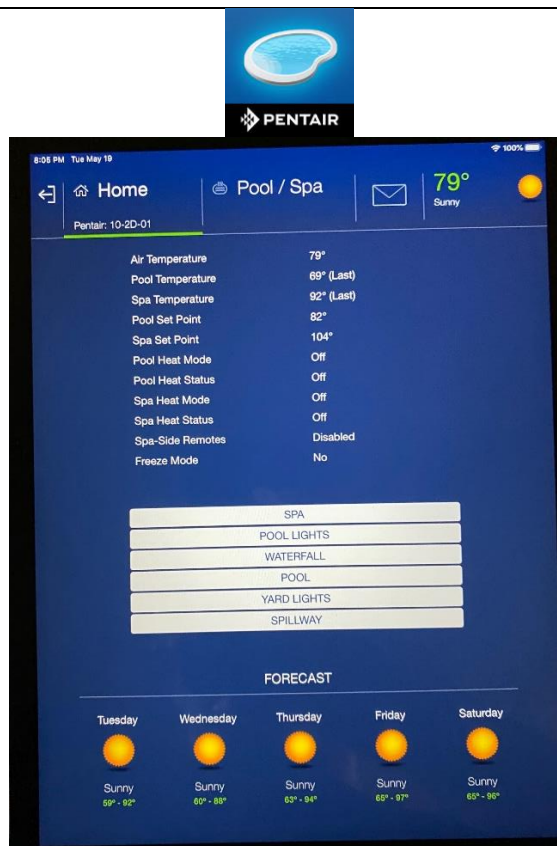 PENTAIR
8:05 PM Tue May 19
100%
Home
Pool / Spa
79°
Sunny
Pentair: 10-2D-01
Air Temperature 79°
Pool Temperature 69° (Last)
Spa Temperature 92° (Last)
Pool Set Point 82°
Spa Set Point 104°
Pool Heat Mode Off
Pool Heat Status Off
Spa Heat Mode Off
Spa Heat Status Off
Spa-Side Remotes Disabled
Freeze Mode No
SPA
POOL LIGHTS
WATERFALL
POOL
YARD LIGHTS
SPILLWAY
FORECAST
Tuesday Wednesday Thursday Friday Saturday
Sunny Sunny Sunny Sunny Sunny
59° - 92° 60° - 88° 63° - 94° 65° - 97° 65° - 96°